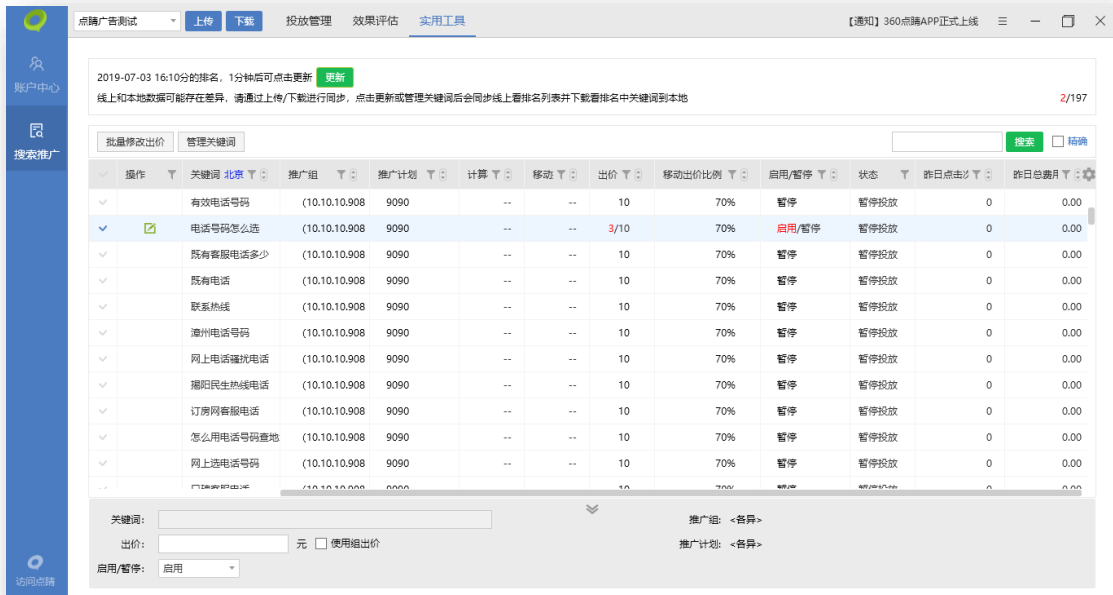 点睛广告测试 上传 下载 投放管理 效果评估 实用工具 【通知】360点睛APP正式上线
账户中心
搜索推广
访问点睛
2019-07-03 16:10分的排名，1分钟后可点击更新 更新
线上和本地数据可能存在差异，请通过上传/下载进行同步，点击更新或管理关键词后会同步线上看排名列表并下载看排名中关键词到本地 2/197
批量修改出价 管理关键词 搜索 精确
操作 关键词 北京 推广组 推广计划 计算 移动 出价 移动出价比例 启用/暂停 状态 昨日点击 昨日总费用
有效电话号码 (10.10.10.908 9090 -- -- 10 70% 暂停 暂停投放 0 0.00
电话号码怎么选 (10.10.10.908 9090 -- -- 3/10 70% 启用/暂停 暂停投放 0 0.00
既有客服电话多少 (10.10.10.908 9090 -- -- 10 70% 暂停 暂停投放 0 0.00
既有电话 (10.10.10.908 9090 -- -- 10 70% 暂停 暂停投放 0 0.00
联系热线 (10.10.10.908 9090 -- -- 10 70% 暂停 暂停投放 0 0.00
漳州电话号码 (10.10.10.908 9090 -- -- 10 70% 暂停 暂停投放 0 0.00
网上电话骚扰电话 (10.10.10.908 9090 -- -- 10 70% 暂停 暂停投放 0 0.00
揭阳民生热线电话 (10.10.10.908 9090 -- -- 10 70% 暂停 暂停投放 0 0.00
订房网客服电话 (10.10.10.908 9090 -- -- 10 70% 暂停 暂停投放 0 0.00
怎么用电话号码查地 (10.10.10.908 9090 -- -- 10 70% 暂停 暂停投放 0 0.00
网上选电话号码 (10.10.10.908 9090 -- -- 10 70% 暂停 暂停投放 0 0.00
关键词： 推广组：<各异>
出价： 元 使用组出价 推广计划：<各异>
启用/暂停： 启用